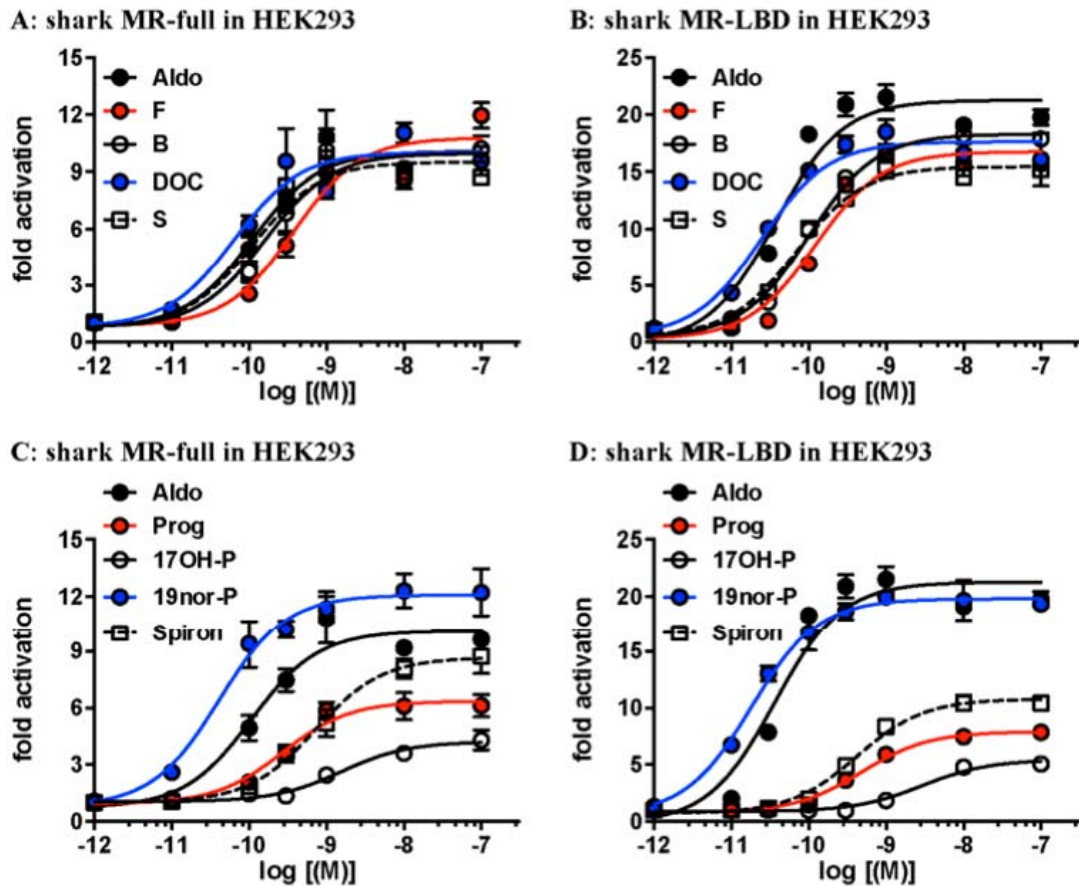 A: shark MR-full in HEK293
15
12
9
6
3
0
fold activation
Aldo
F
B
DOC
S
-12 -11 -10 -9 -8 -7
log [(M)]
B: shark MR-LBD in HEK293
25
20
15
10
5
0
fold activation
Aldo
F
B
DOC
S
-12 -11 -10 -9 -8 -7
log [(M)]
C: shark MR-full in HEK293
15
12
9
6
3
0
fold activation
Aldo
Prog
17OH-P
19nor-P
Spiron
-12 -11 -10 -9 -8 -7
log [(M)]
D: shark MR-LBD in HEK293
25
20
15
10
5
0
fold activation
Aldo
Prog
17OH-P
19nor-P
Spiron
-12 -11 -10 -9 -8 -7
log [(M)]